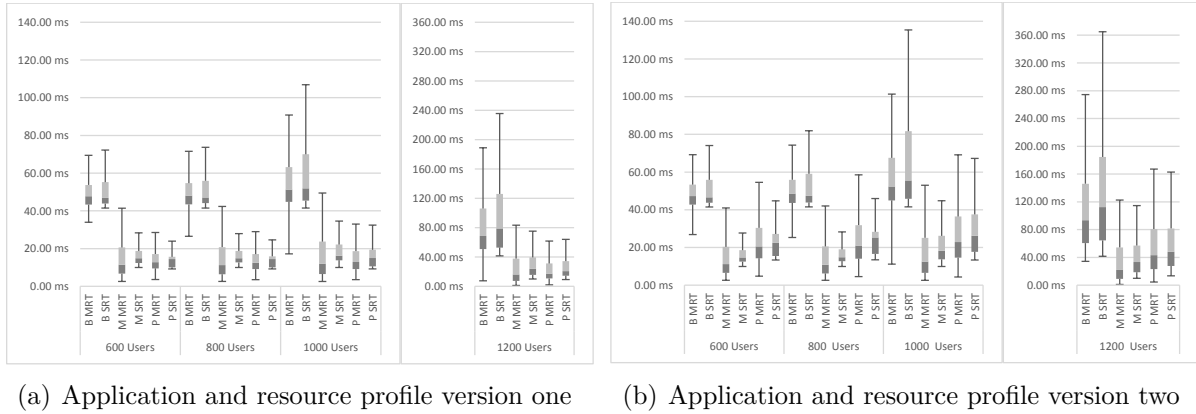 140.00 ms
120.00 ms
100.00 ms
80.00 ms
60.00 ms
40.00 ms
20.00 ms
0.00 ms
B MRT
B SRT
M MRT
M SRT
P MRT
P SRT
B MRT
B SRT
M MRT
M SRT
P MRT
P SRT
B MRT
B SRT
M MRT
M SRT
P MRT
P SRT
600 Users
800 Users
1000 Users
360.00 ms
320.00 ms
280.00 ms
240.00 ms
200.00 ms
160.00 ms
120.00 ms
80.00 ms
40.00 ms
0.00 ms
B MRT
B SRT
M MRT
M SRT
P MRT
P SRT
1200 Users
(a) Application and resource profile version one
140.00 ms
120.00 ms
100.00 ms
80.00 ms
60.00 ms
40.00 ms
20.00 ms
0.00 ms
B MRT
B SRT
M MRT
M SRT
P MRT
P SRT
B MRT
B SRT
M MRT
M SRT
P MRT
P SRT
B MRT
B SRT
M MRT
M SRT
P MRT
P SRT
600 Users
800 Users
1000 Users
360.00 ms
320.00 ms
280.00 ms
240.00 ms
200.00 ms
160.00 ms
120.00 ms
80.00 ms
40.00 ms
0.00 ms
B MRT
B SRT
M MRT
M SRT
P MRT
P SRT
1200 Users
(b) Application and resource profile version two